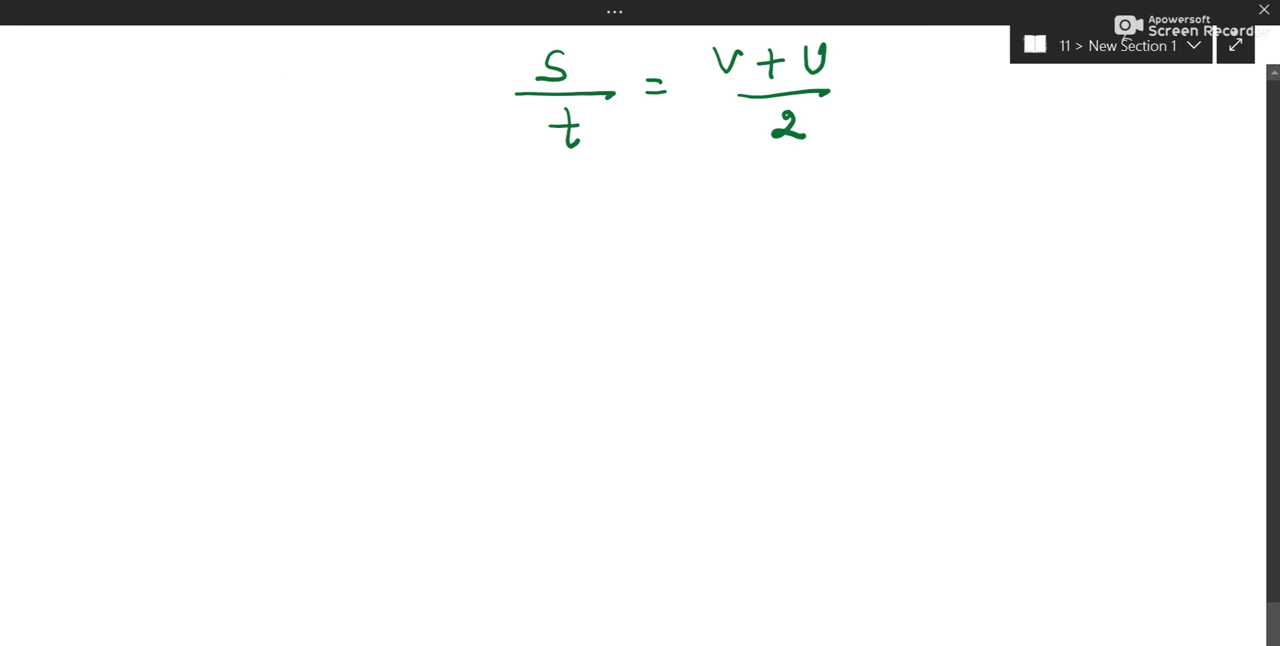 ...
Apowersoft
Screen Recorder
11 > New Section 1
S / t = V + U / 2